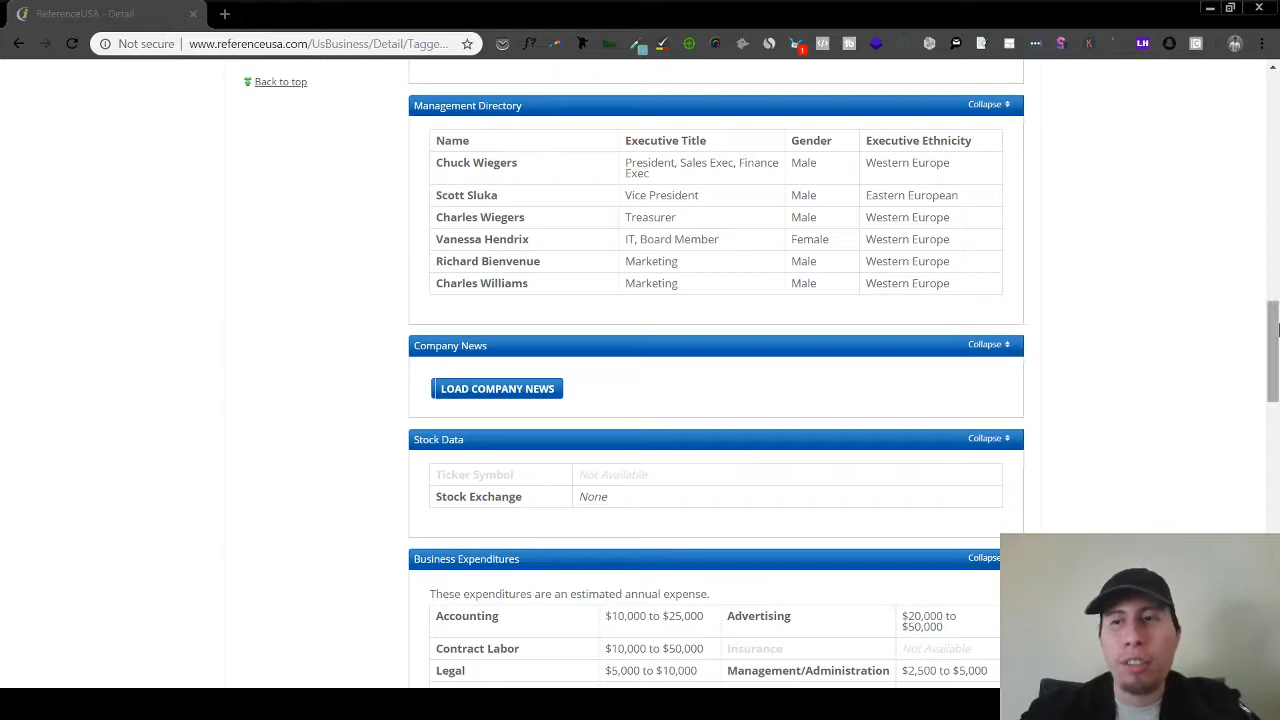 ReferenceUSA - Detail
Not secure www.referenceusa.com/UsBusiness/Detail/Tagge...
f?
1
LH
Back to top
Management Directory Collapse
Name Executive Title Gender Executive Ethnicity
Chuck Wiegers President, Sales Exec, Finance Exec Male Western Europe
Scott Sluka Vice President Male Eastern European
Charles Wiegers Treasurer Male Western Europe
Vanessa Hendrix IT, Board Member Female Western Europe
Richard Bienvenue Marketing Male Western Europe
Charles Williams Marketing Male Western Europe
Company News Collapse
LOAD COMPANY NEWS
Stock Data Collapse
Ticker Symbol Not Available
Stock Exchange None
Business Expenditures Collapse
These expenditures are an estimated annual expense.
Accounting $10,000 to $25,000 Advertising $20,000 to $50,000
Contract Labor $10,000 to $50,000 Insurance Not Available
Legal $5,000 to $10,000 Management/Administration $2,500 to $5,000